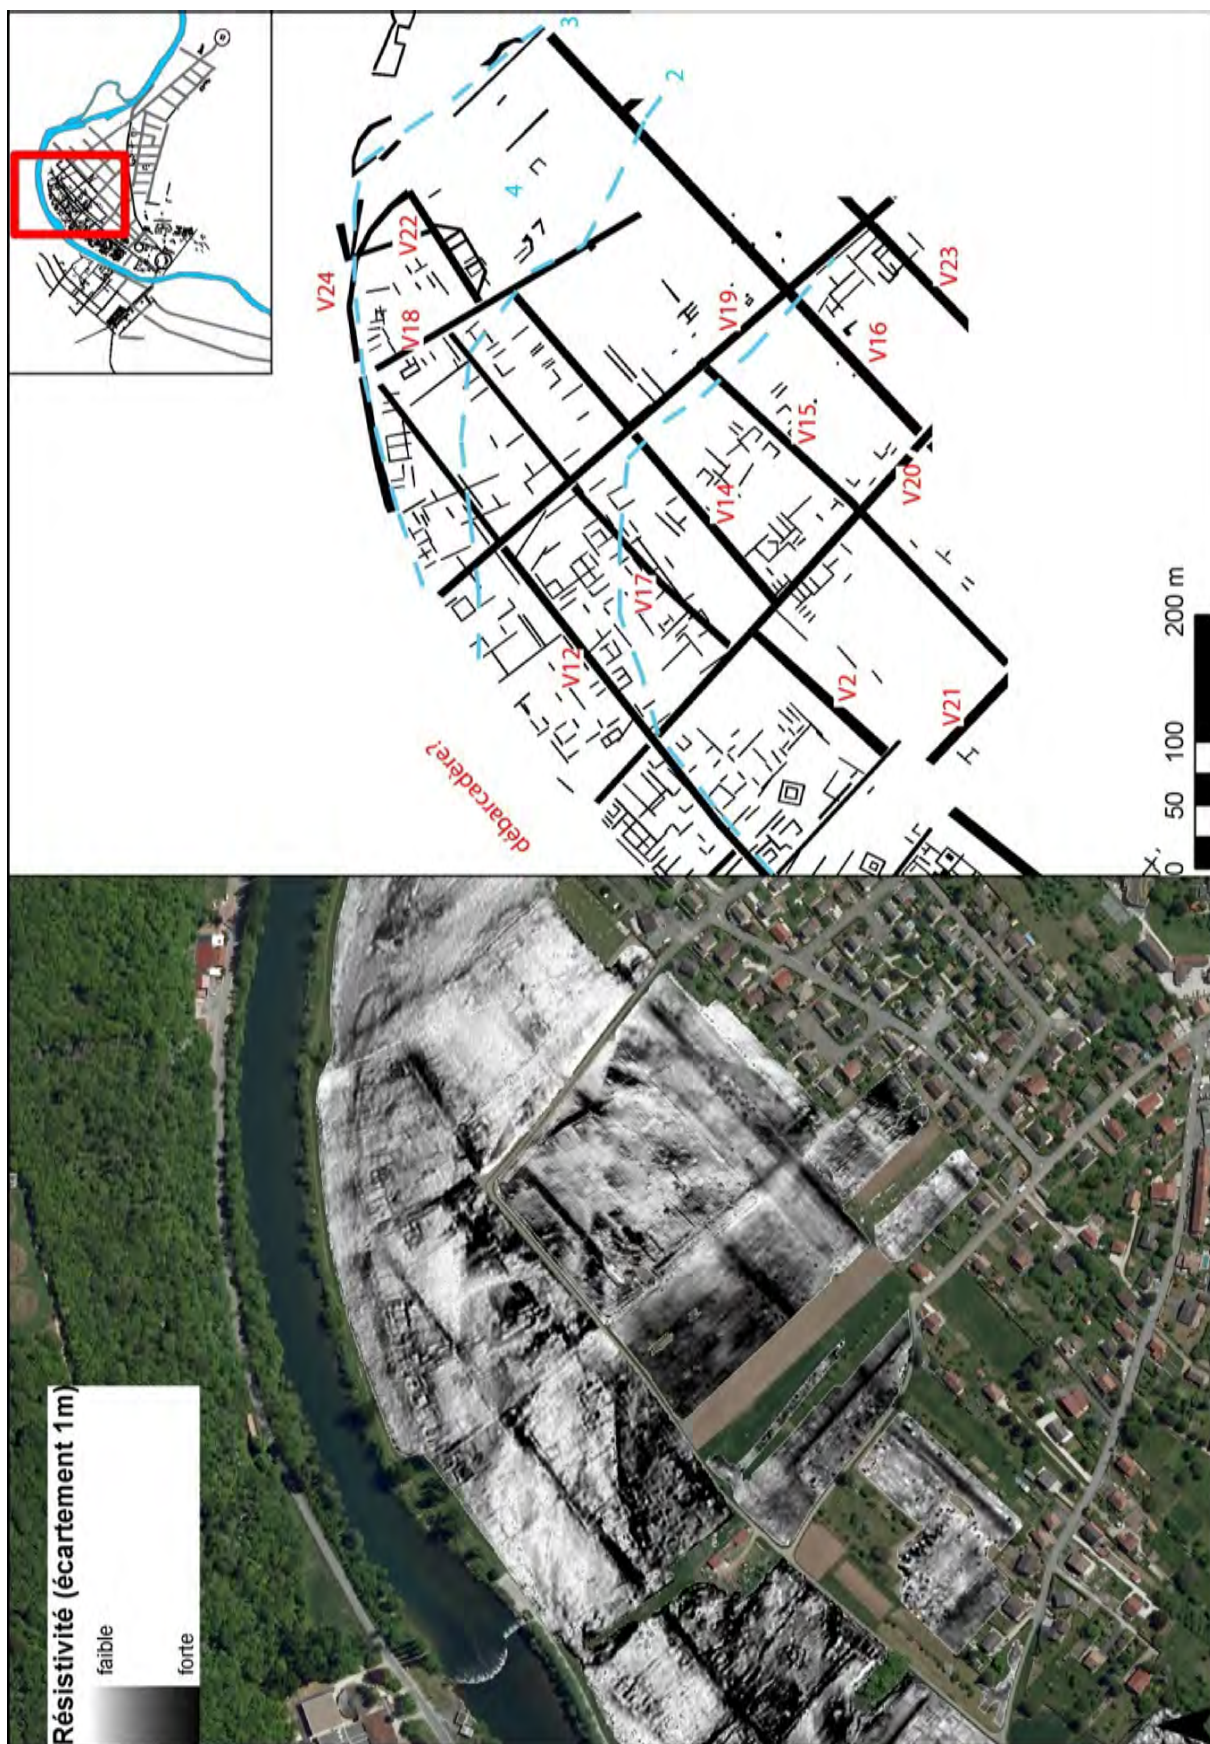 Résistivité (écartement 1m)
faible
forte
débarcadère?
V24
V18
V22
V12
V17
V14
V19
V15
V16
V23
V20
V2
V21
2
3
4
0
50
100
200 m